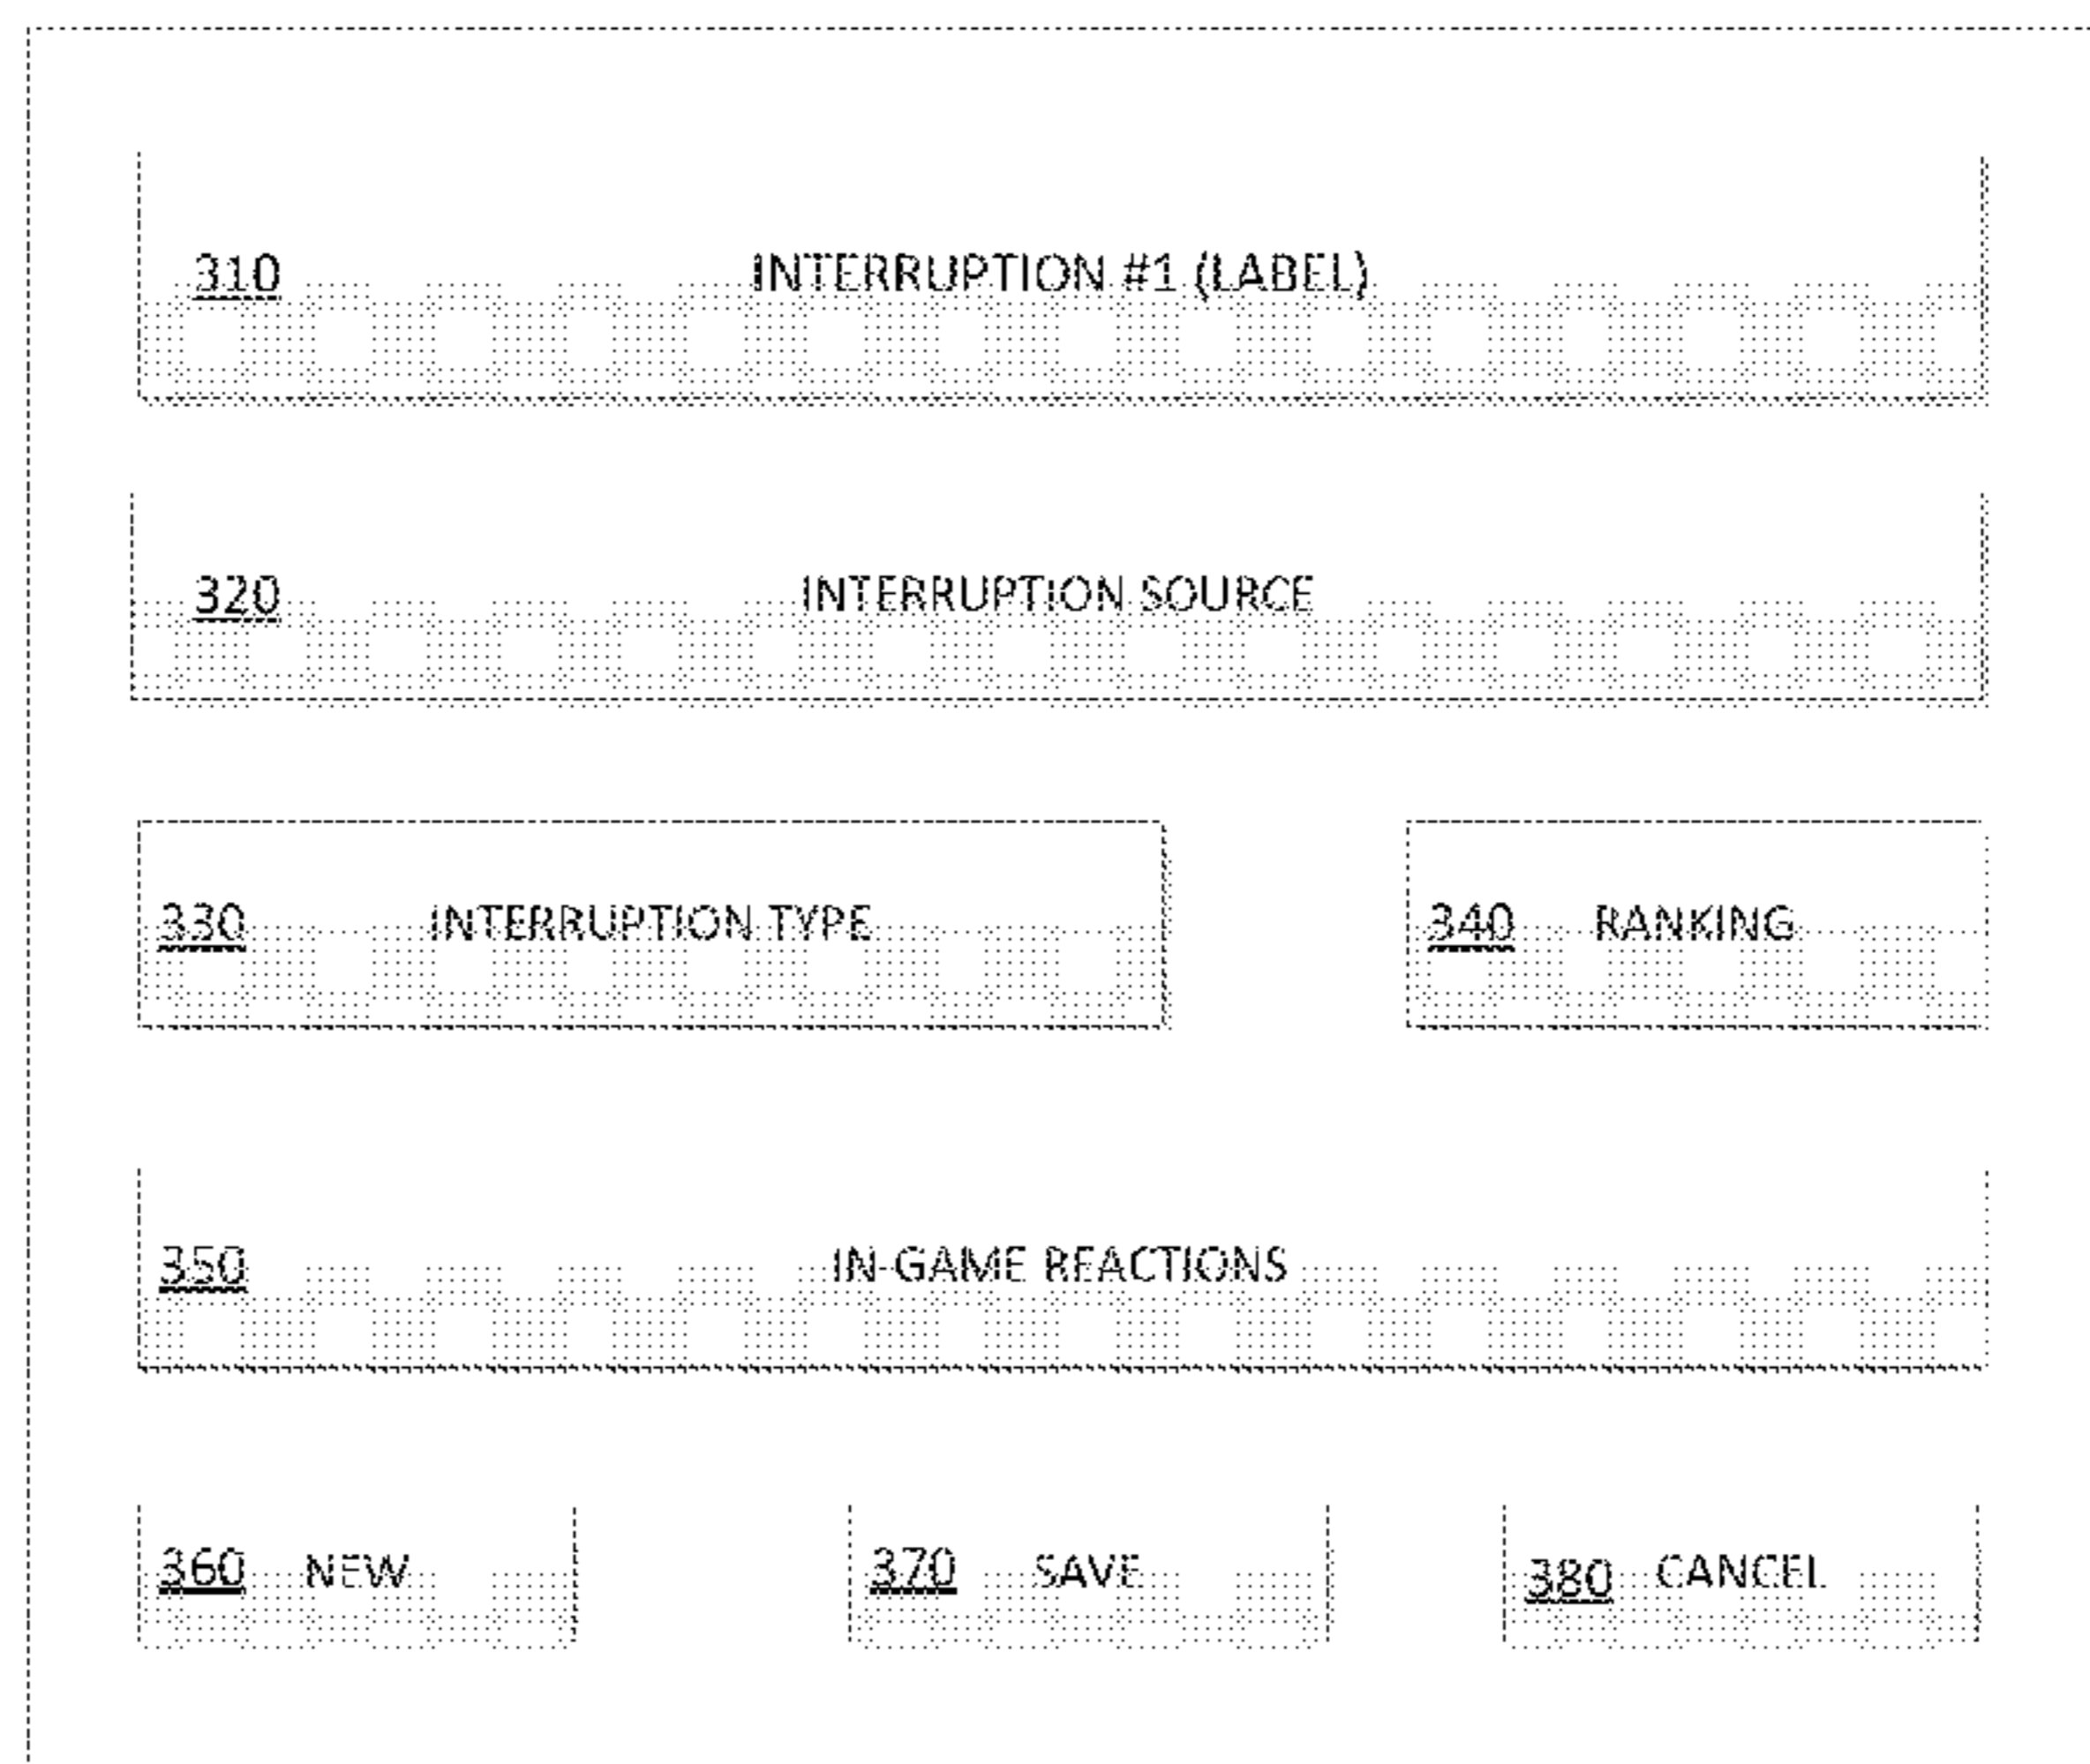 310 INTERRUPTION #1 (LABEL)
320 INTERRUPTION SOURCE
330 INTERRUPTION TYPE 340 RANKING
350 IN-GAME REACTIONS
360 NEW 370 SAVE 380 CANCEL